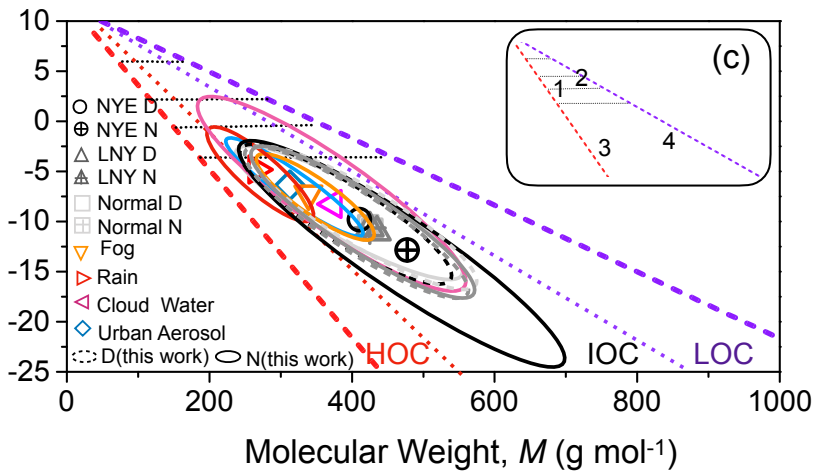 10
5
0
-5
-10
-15
-20
-25
NYE D
NYE N
LNY D
LNY N
Normal D
Normal N
Fog
Rain
Cloud Water
Urban Aerosol
D(this work) N(this work)
HOC IOC LOC
(c)
1 2
3 4
0 200 400 600 800 1000
Molecular Weight, M (g mol-1)